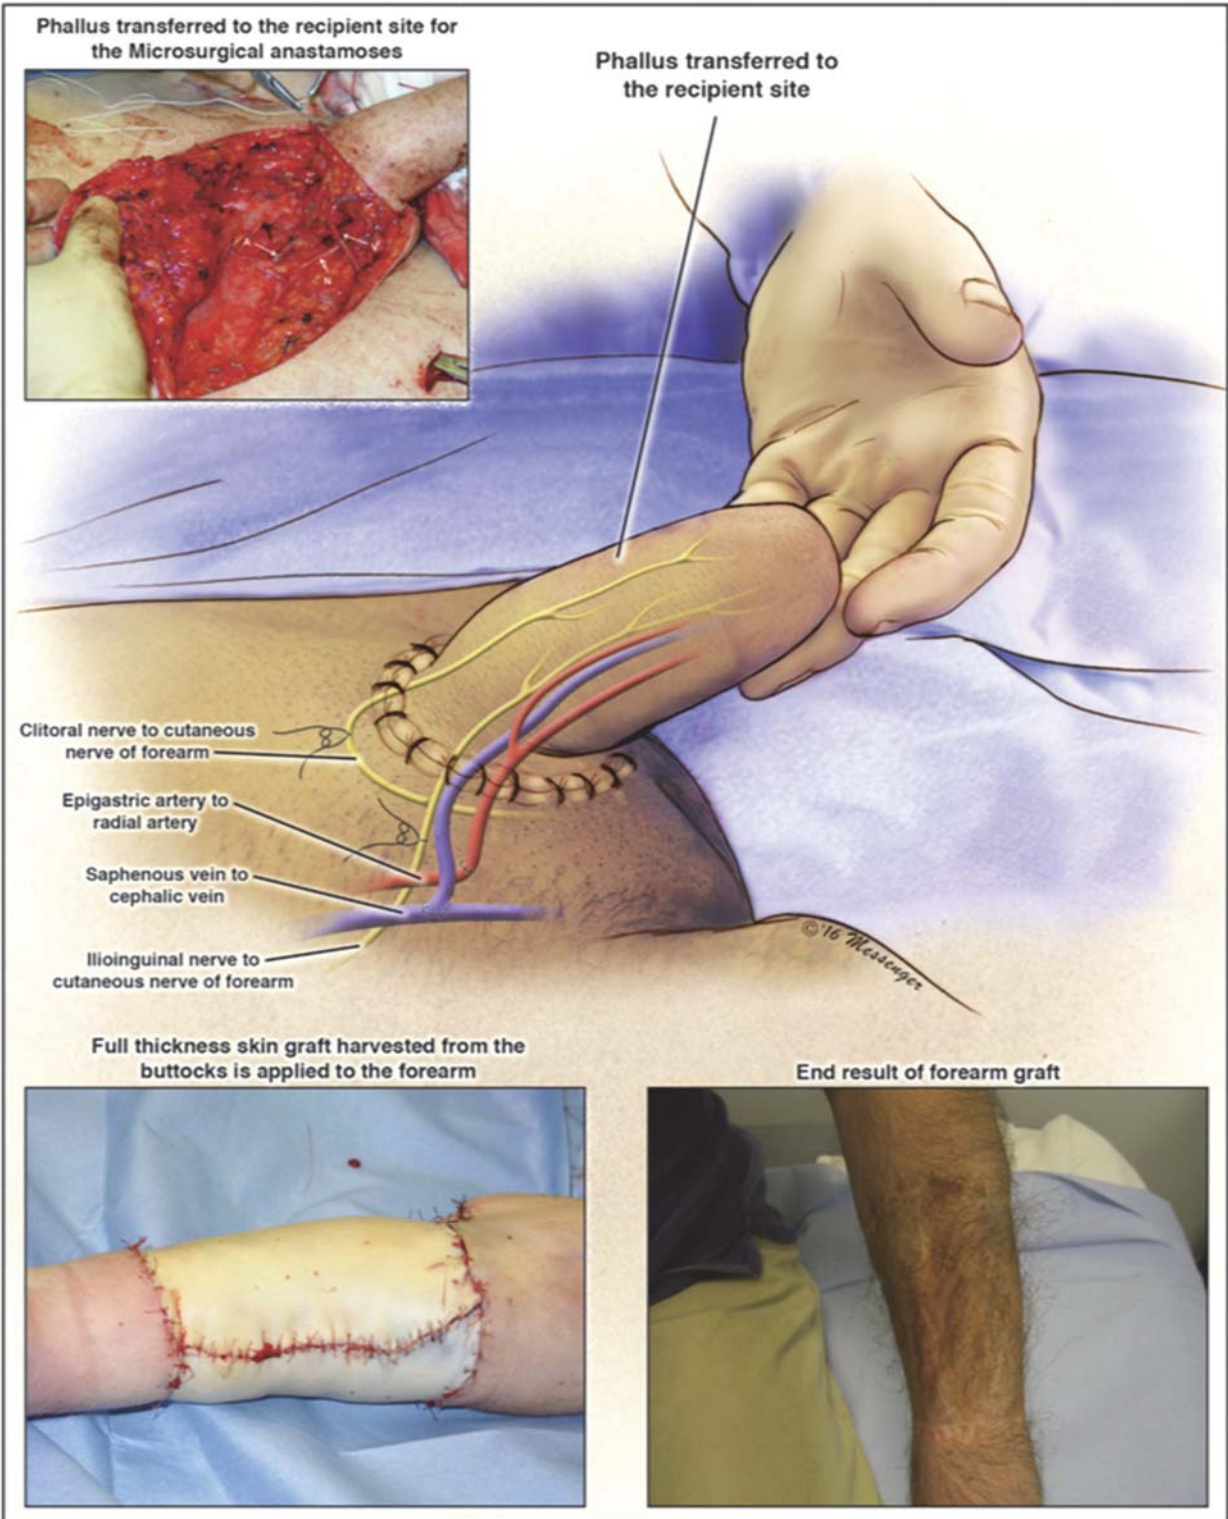 Phallus transferred to the recipient site for
the Microsurgical anastamoses
Phallus transferred to
the recipient site
Clitoral nerve to cutaneous
nerve of forearm
Epigastric artery to
radial artery
Saphenous vein to
cephalic vein
Ilioinguinal nerve to
cutaneous nerve of forearm
©'16 Messenger
Full thickness skin graft harvested from the
buttocks is applied to the forearm
End result of forearm graft